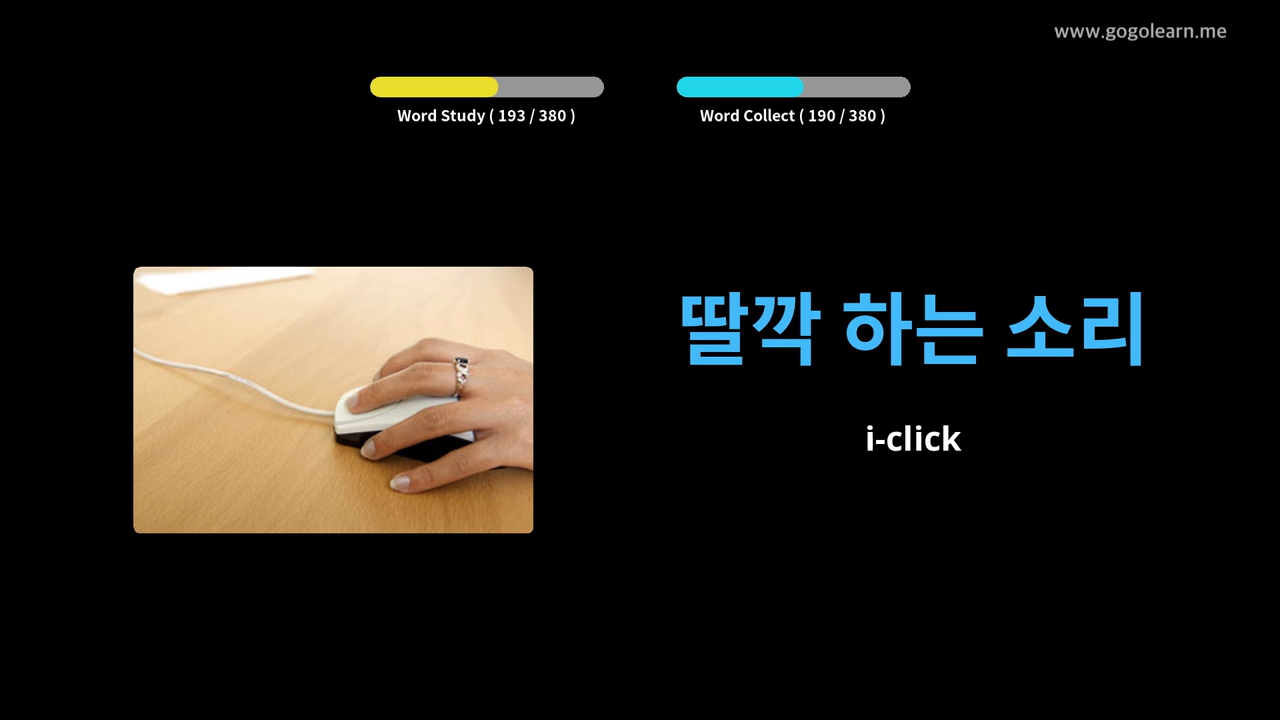 www.gogolearn.me
Word Study ( 193 / 380 )
Word Collect ( 190 / 380 )
딸깍 하는 소리
i-click